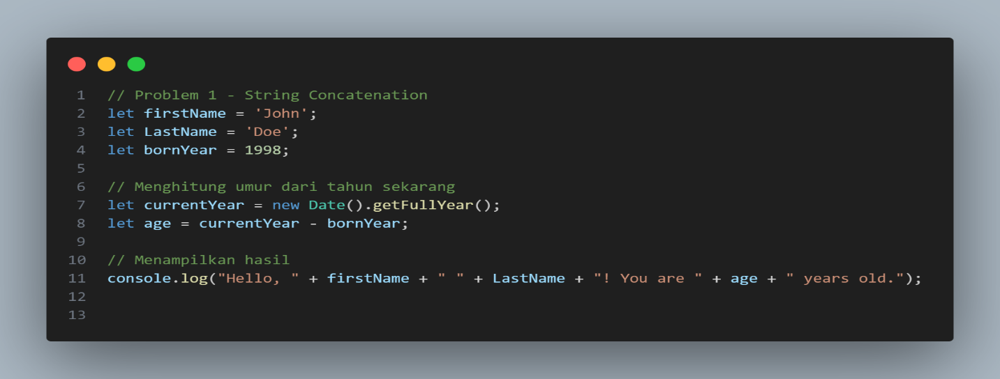 1 // Problem 1 - String Concatenation
2 let firstName = 'John';
3 let LastName = 'Doe';
4 let bornYear = 1998;
5
6 // Menghitung umur dari tahun sekarang
7 let currentYear = new Date().getFullYear();
8 let age = currentYear - bornYear;
9
10 // Menampilkan hasil
11 console.log("Hello, " + firstName + " " + LastName + "! You are " + age + " years old.");
12
13